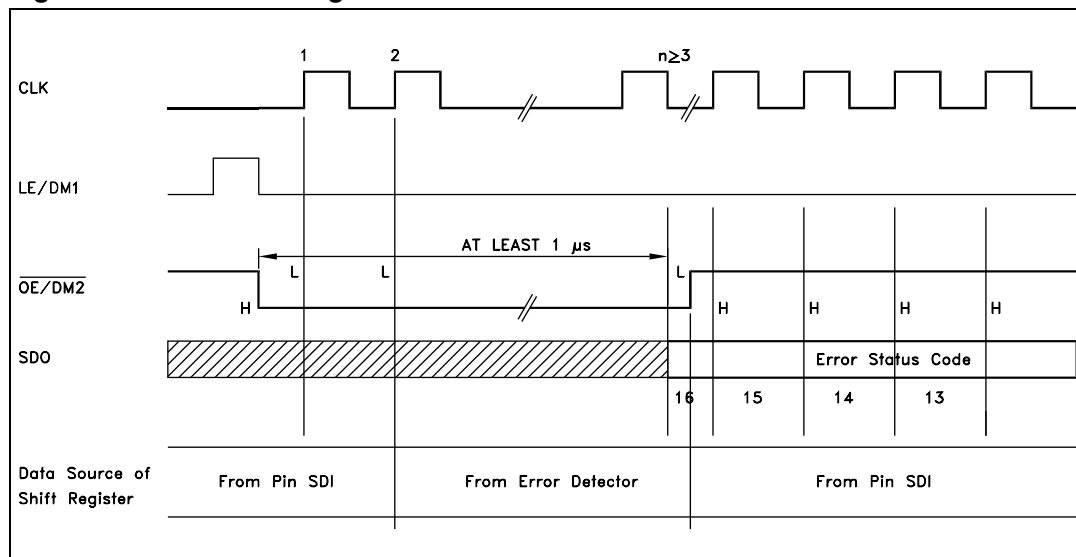 1 2 n≥3
CLK
LE/DM1
AT LEAST 1 µs
L L L
OE/DM2
H H H H H
SDO
Error Status Code
16 15 14 13
Data Source of
Shift Register
From Pin SDI From Error Detector From Pin SDI